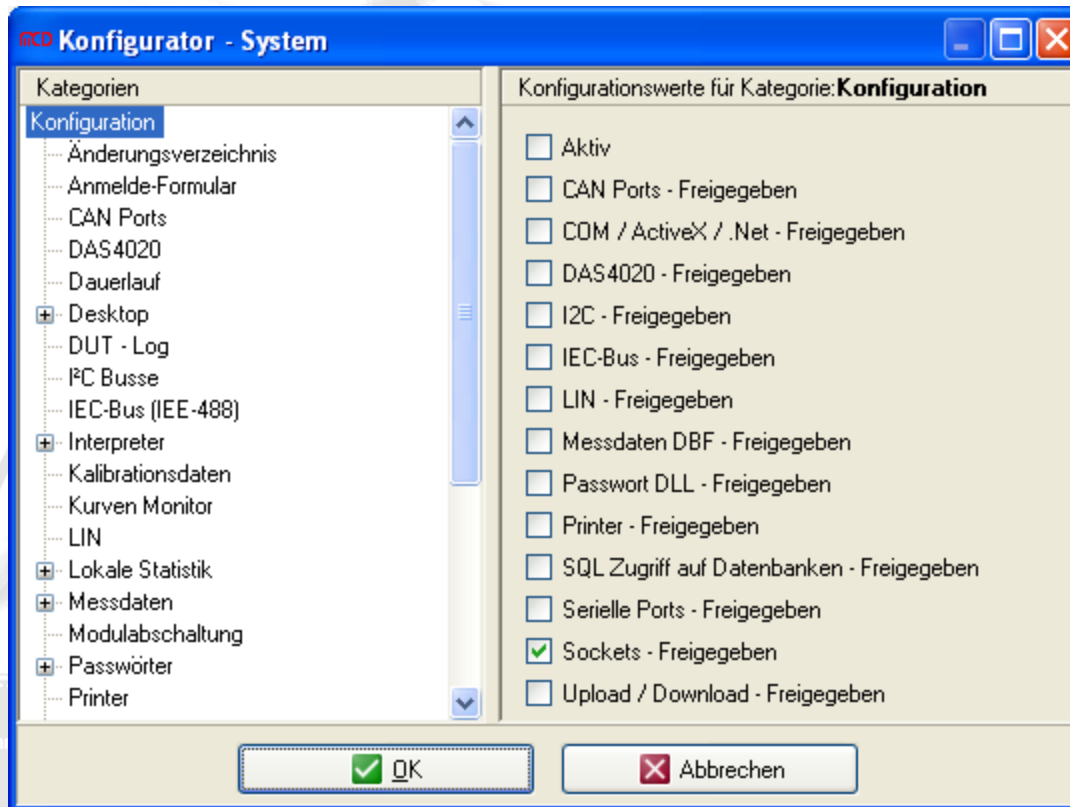 MCD Konfigurator - System
Kategorien
Konfiguration
Änderungsverzeichnis
Anmelde-Formular
CAN Ports
DAS4020
Dauerlauf
Desktop
DUT - Log
I²C Busse
IEC-Bus (IEE-488)
Interpreter
Kalibrationsdaten
Kurven Monitor
LIN
Lokale Statistik
Messdaten
Modulabschaltung
Passwörter
Printer
Konfigurationswerte für Kategorie:Konfiguration
Aktiv
CAN Ports - Freigegeben
COM / ActiveX / .Net - Freigegeben
DAS4020 - Freigegeben
I2C - Freigegeben
IEC-Bus - Freigegeben
LIN - Freigegeben
Messdaten DBF - Freigegeben
Passwort DLL - Freigegeben
Printer - Freigegeben
SQL Zugriff auf Datenbanken - Freigegeben
Serielle Ports - Freigegeben
Sockets - Freigegeben
Upload / Download - Freigegeben
OK
Abbrechen